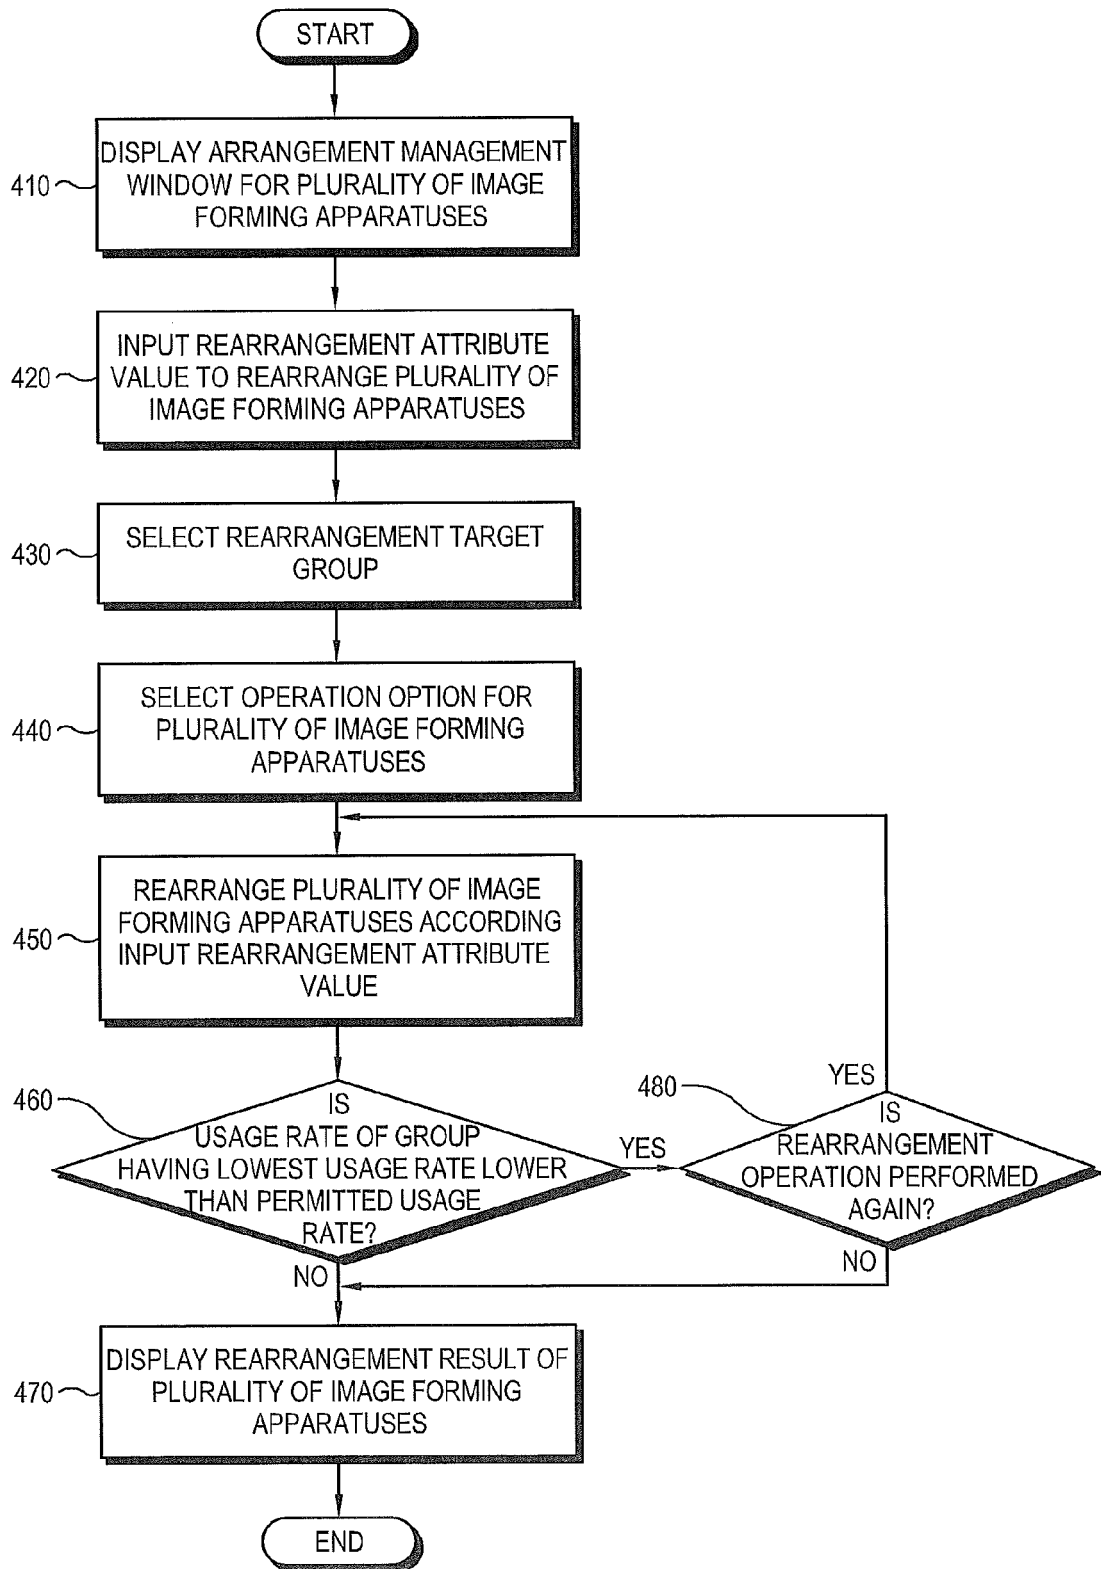 START
410
DISPLAY ARRANGEMENT MANAGEMENT
WINDOW FOR PLURALITY OF IMAGE
FORMING APPARATUSES
420
INPUT REARRANGEMENT ATTRIBUTE
VALUE TO REARRANGE PLURALITY OF
IMAGE FORMING APPARATUSES
430
SELECT REARRANGEMENT TARGET
GROUP
440
SELECT OPERATION OPTION FOR
PLURALITY OF IMAGE FORMING
APPARATUSES
450
REARRANGE PLURALITY OF IMAGE
FORMING APPARATUSES ACCORDING
INPUT REARRANGEMENT ATTRIBUTE
VALUE
460
IS
USAGE RATE OF GROUP
HAVING LOWEST USAGE RATE LOWER
THAN PERMITTED USAGE
RATE?
YES
NO
480
YES
IS
REARRANGEMENT
OPERATION PERFORMED
AGAIN?
NO
470
DISPLAY REARRANGEMENT RESULT OF
PLURALITY OF IMAGE FORMING
APPARATUSES
END